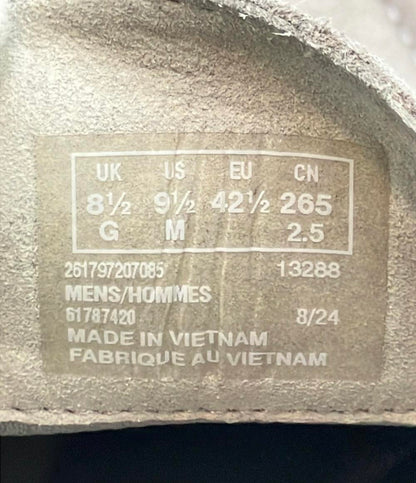 UK US EU CN
8½ 9½ 42½ 265
G M 2.5
261797207085 13288
MENS/HOMMES
61787420 8/24
MADE IN VIETNAM
FABRIQUE AU VIETNAM